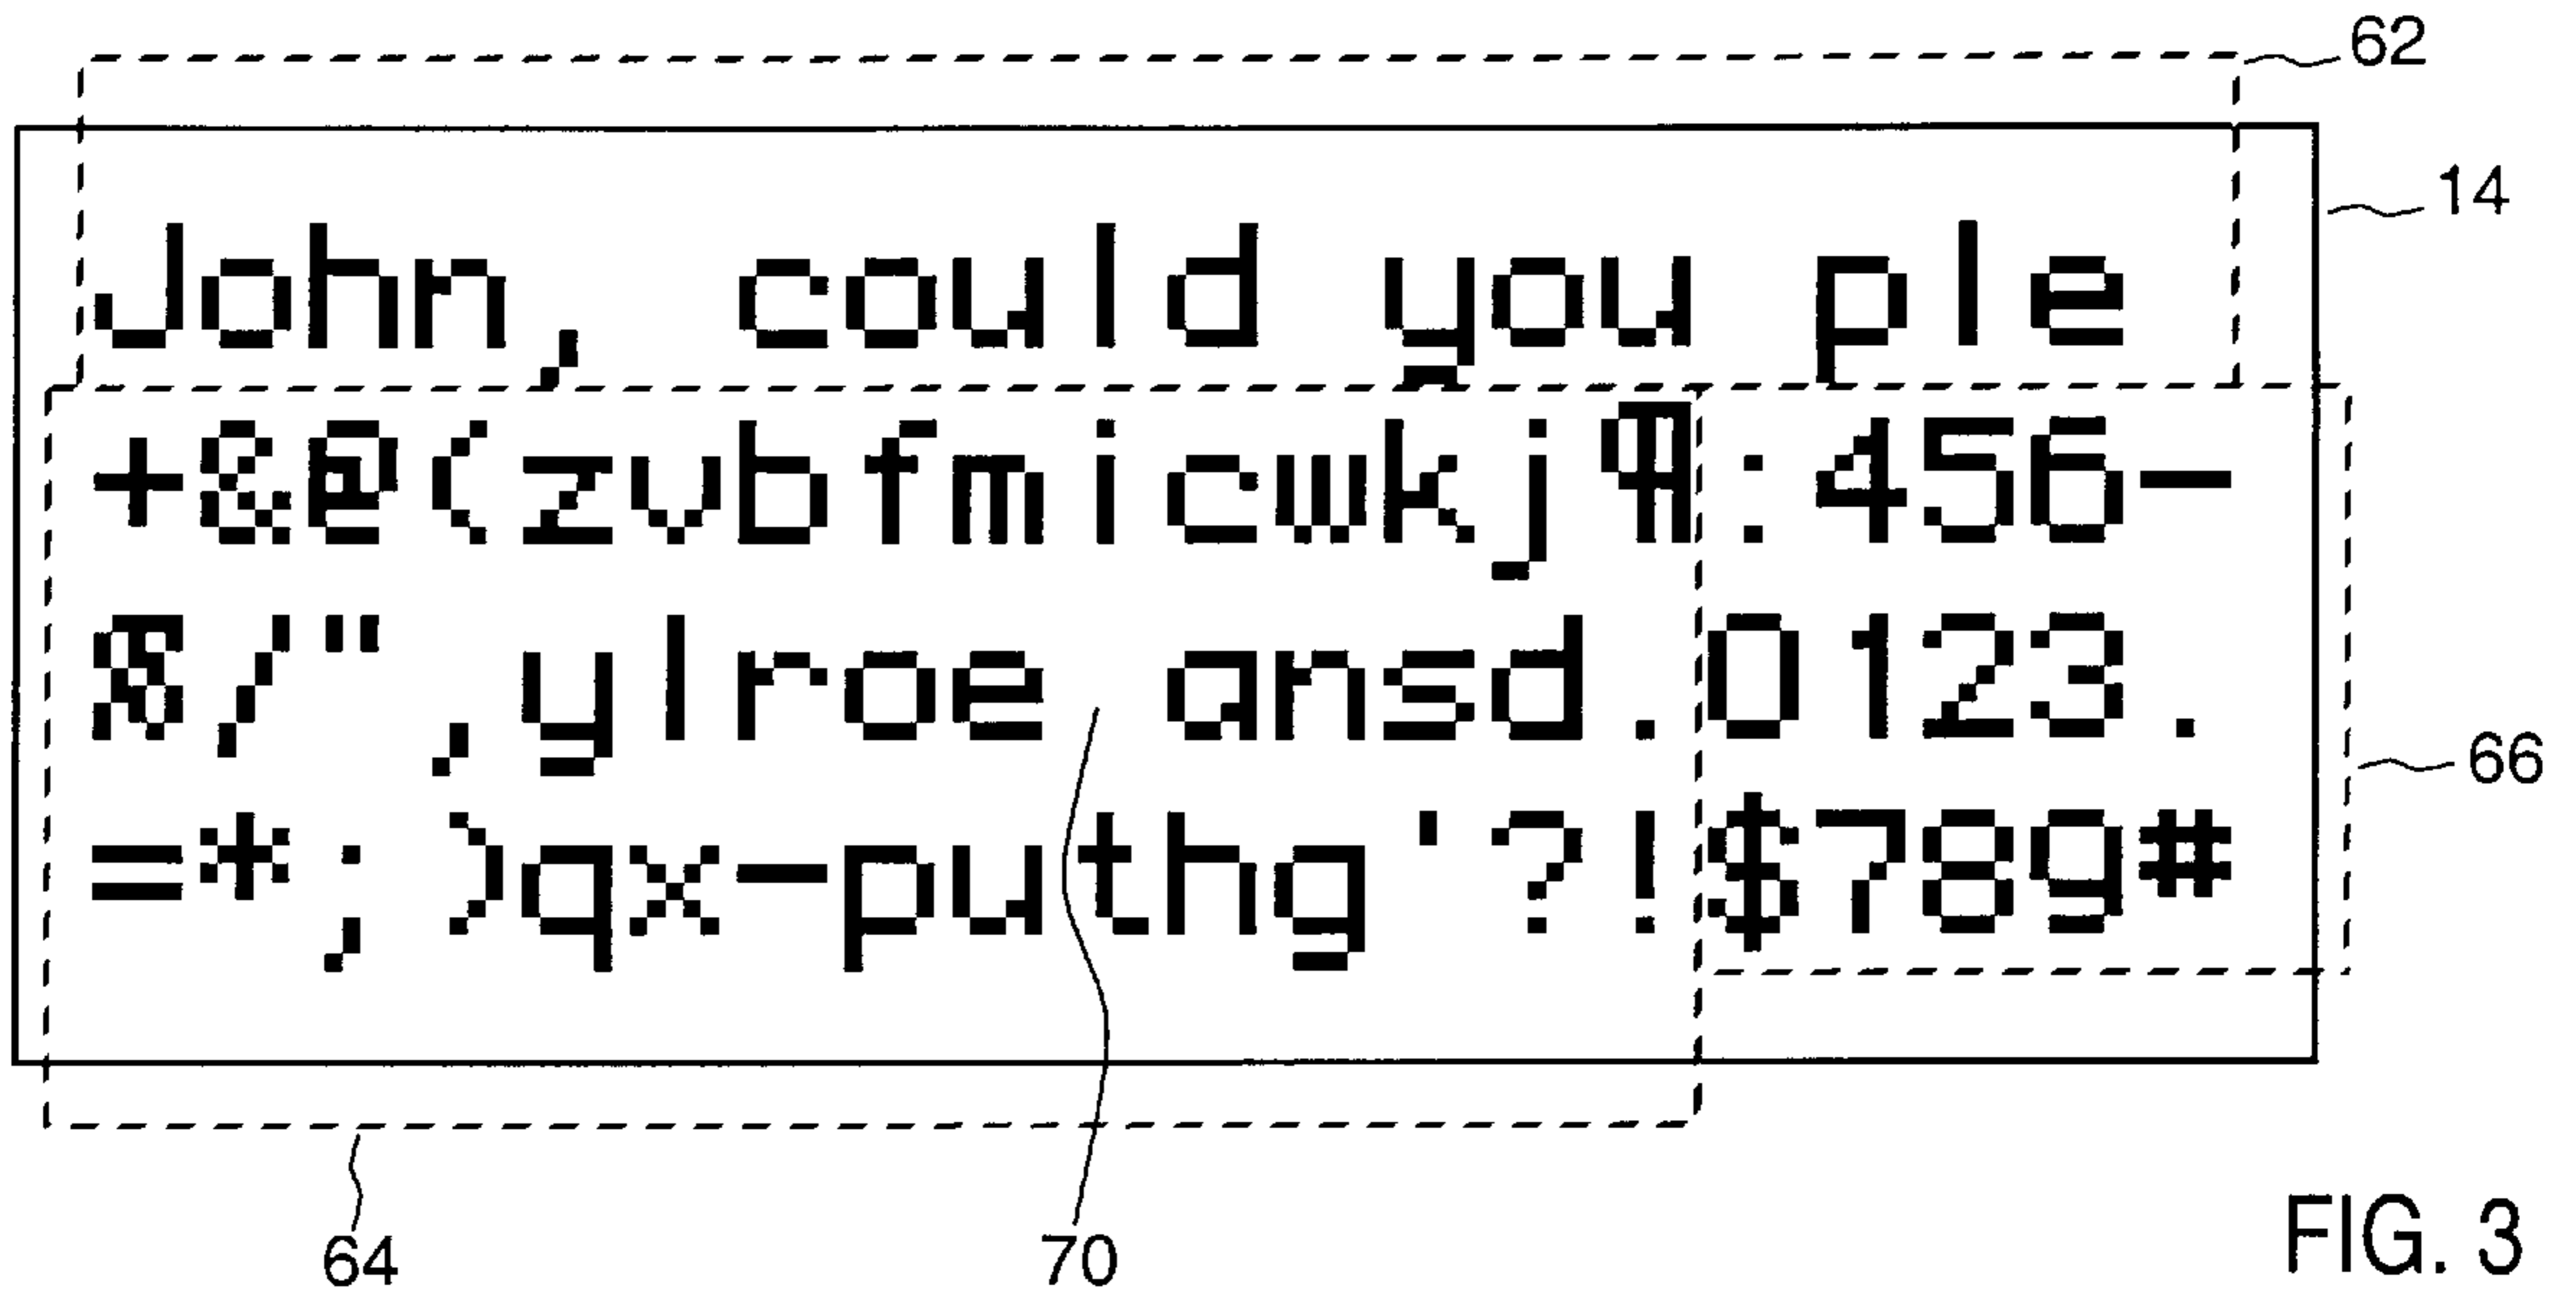 62
14
John, could you ple
+&@(zvbfmicwkj¶:456-
/",ylroe ansd.0123.
66
=*;)qx-puthg'?!$789#
64
70
FIG. 3